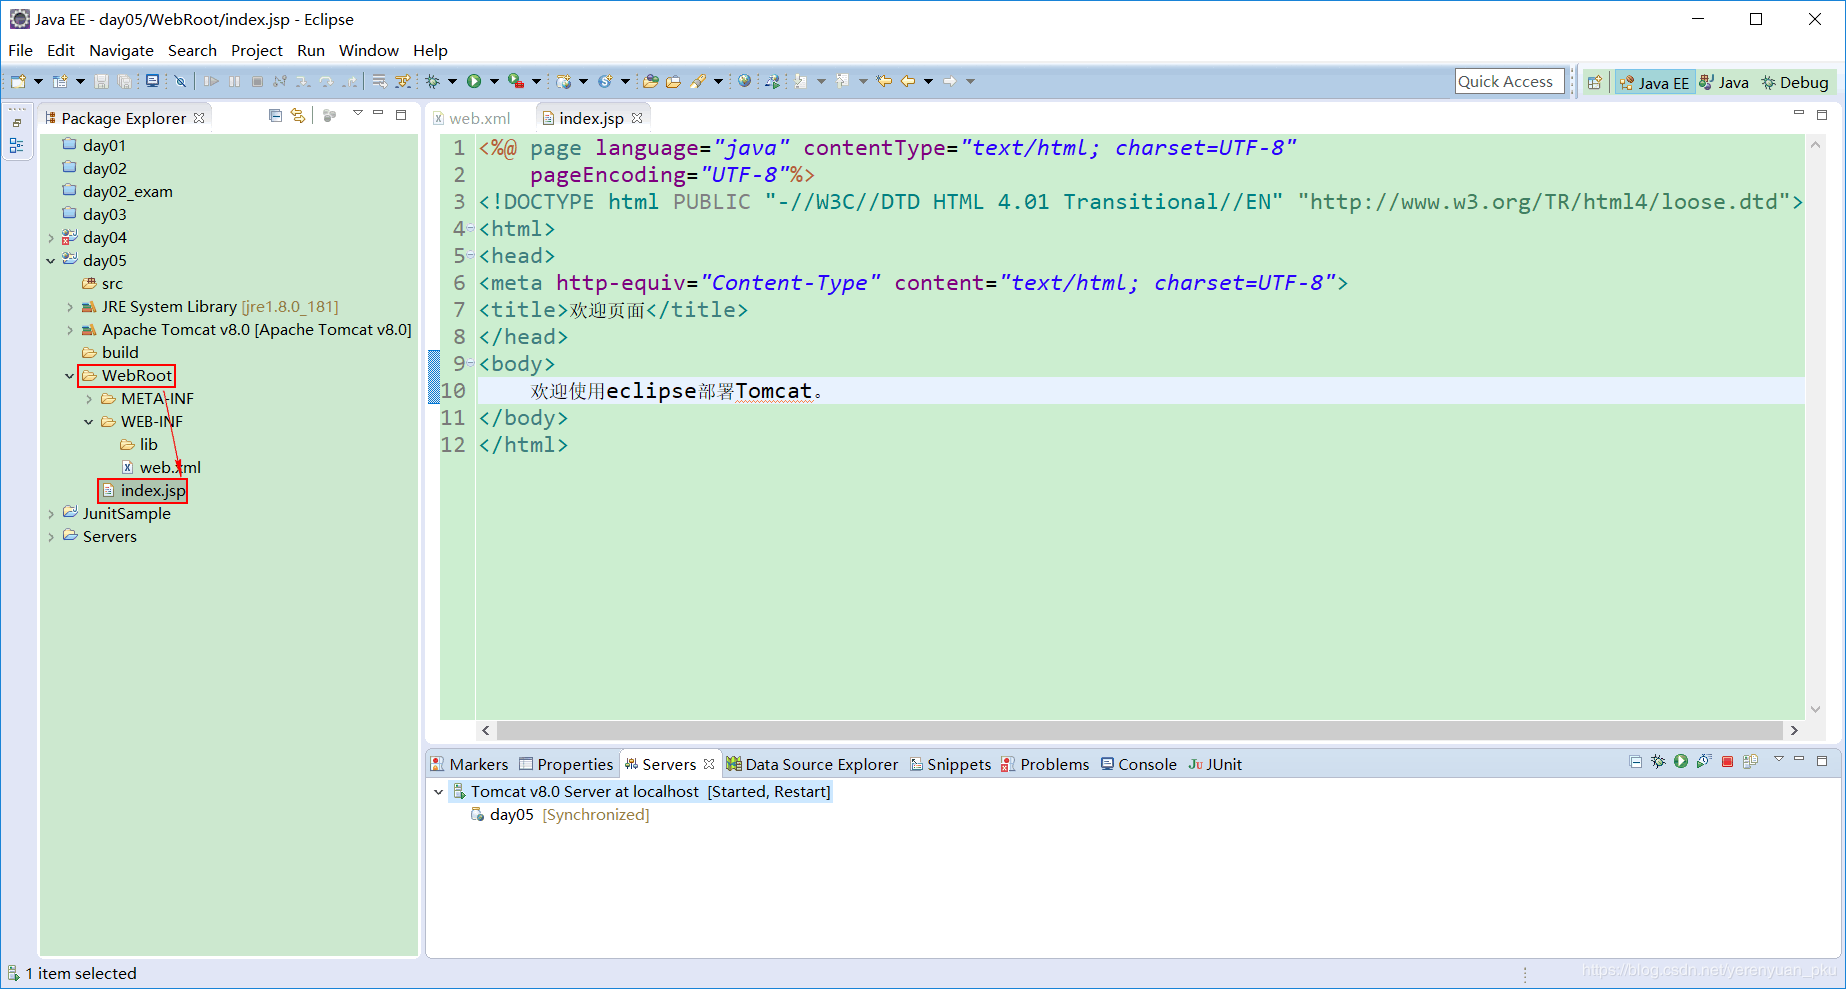 Java EE - day05/WebRoot/index.jsp - Eclipse
File Edit Navigate Search Project Run Window Help
Quick Access
Java EE Java Debug
Package Explorer
day01
day02
day02_exam
day03
day04
day05
src
JRE System Library [jre1.8.0_181]
Apache Tomcat v8.0 [Apache Tomcat v8.0]
build
WebRoot
META-INF
WEB-INF
lib
web.xml
index.jsp
JunitSample
Servers
web.xml index.jsp
1 <%@ page language="java" contentType="text/html; charset=UTF-8"
2 pageEncoding="UTF-8"%>
3 <!DOCTYPE html PUBLIC "-//W3C//DTD HTML 4.01 Transitional//EN" "http://www.w3.org/TR/html4/loose.dtd">
4 <html>
5 <head>
6 <meta http-equiv="Content-Type" content="text/html; charset=UTF-8">
7 <title>欢迎页面</title>
8 </head>
9 <body>
10 欢迎使用eclipse部署Tomcat。
11 </body>
12 </html>
Markers Properties Servers Data Source Explorer Snippets Problems Console Ju JUnit
Tomcat v8.0 Server at localhost [Started, Restart]
day05 [Synchronized]
1 item selected
https://blog.csdn.net/yerenyuan_pku